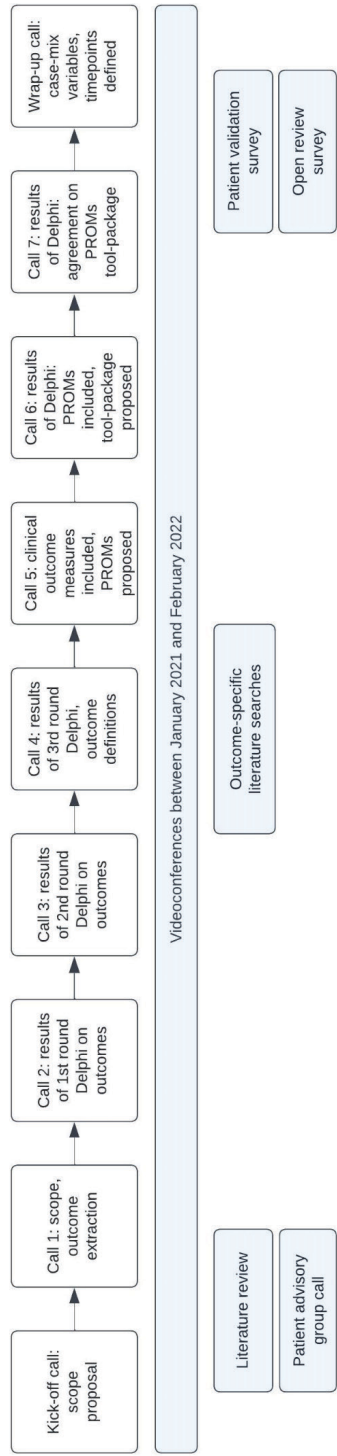 Kick-off call:
scope
proposal
Call 1: scope,
outcome
extraction
Call 2: results
of 1st round
Delphi on
outcomes
Call 3: results
of 2nd round
Delphi on
outcomes
Call 4: results
of 3rd round
Delphi,
outcome
definitions
Call 5: clinical
outcome
measures
included,
PROMs
proposed
Call 6: results
of Delphi:
PROMs
included,
tool-package
proposed
Call 7: results
of Delphi:
agreement on
PROMs
tool-package
Wrap-up call:
case-mix
variables,
timepoints
defined
Videoconferences between January 2021 and February 2022
Literature review
Patient advisory
group call
Outcome-specific
literature searches
Patient validation
survey
Open review
survey